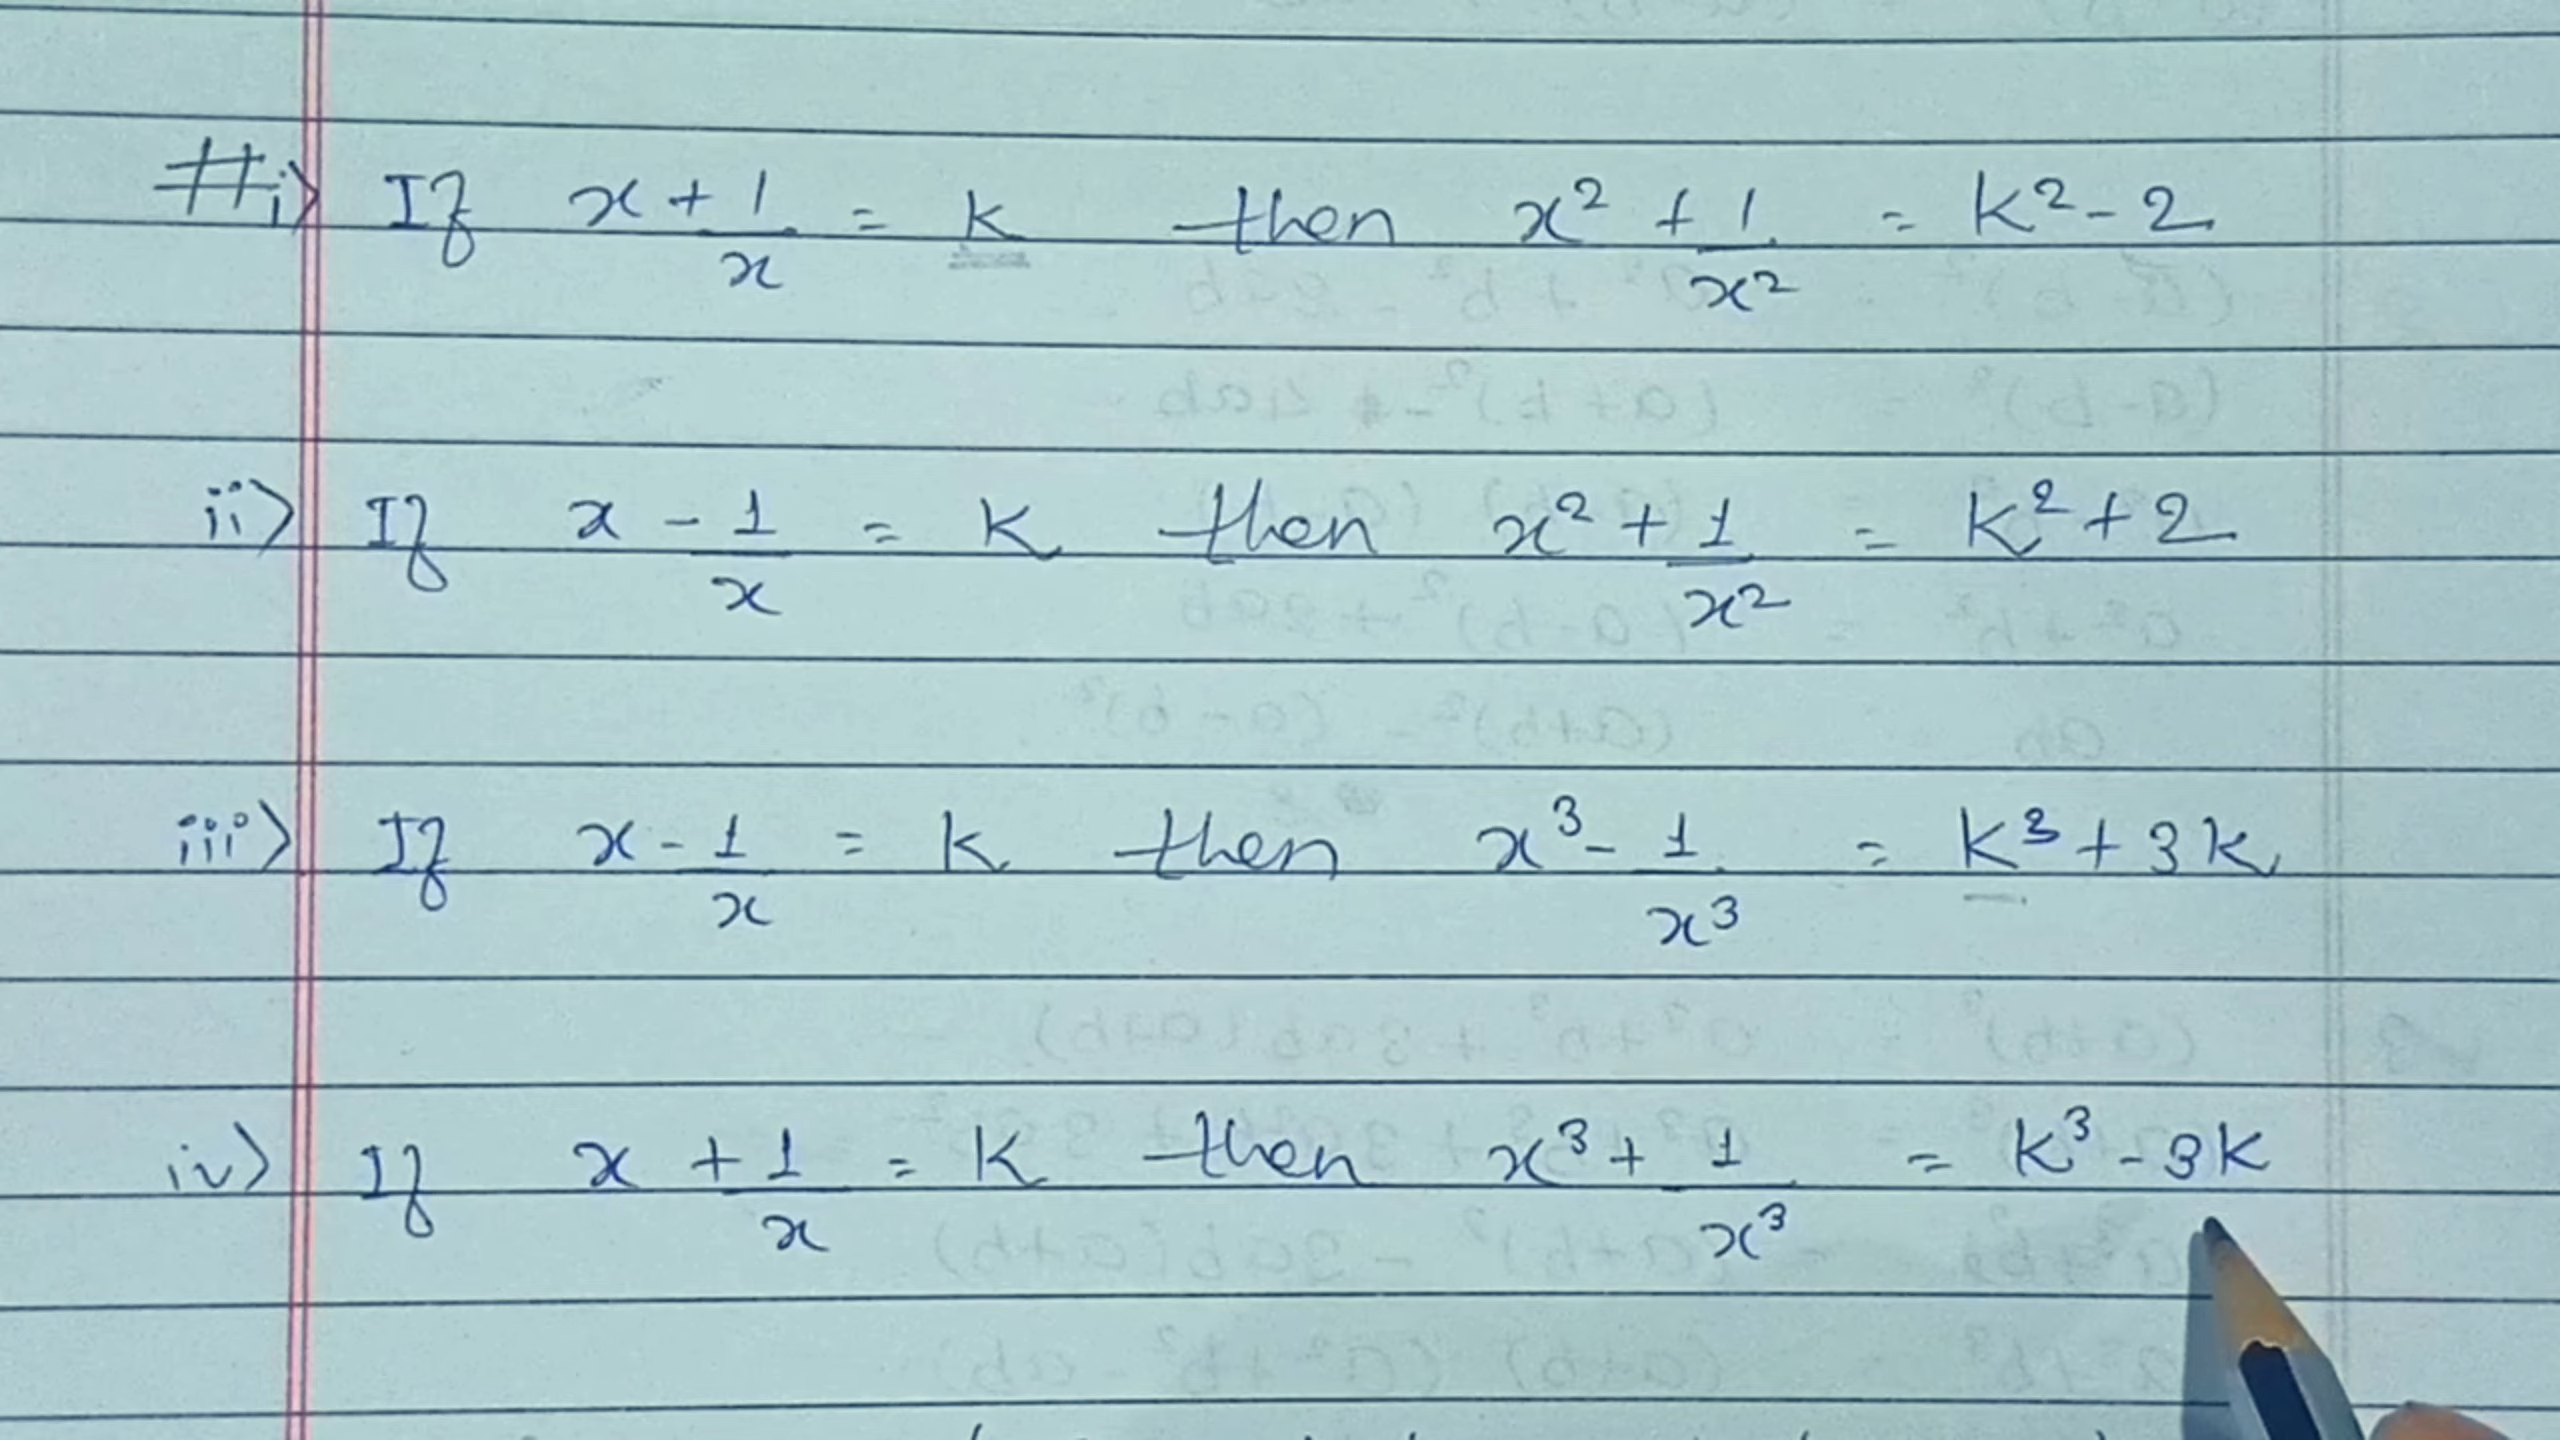 #i) If x + 1/x = k then x² + 1/x² = k² - 2
ii) If x - 1/x = k then x² + 1/x² = k² + 2
iii) If x - 1/x = k then x³ - 1/x³ = k³ + 3k
iv) If x + 1/x = k then x³ + 1/x³ = k³ - 3k